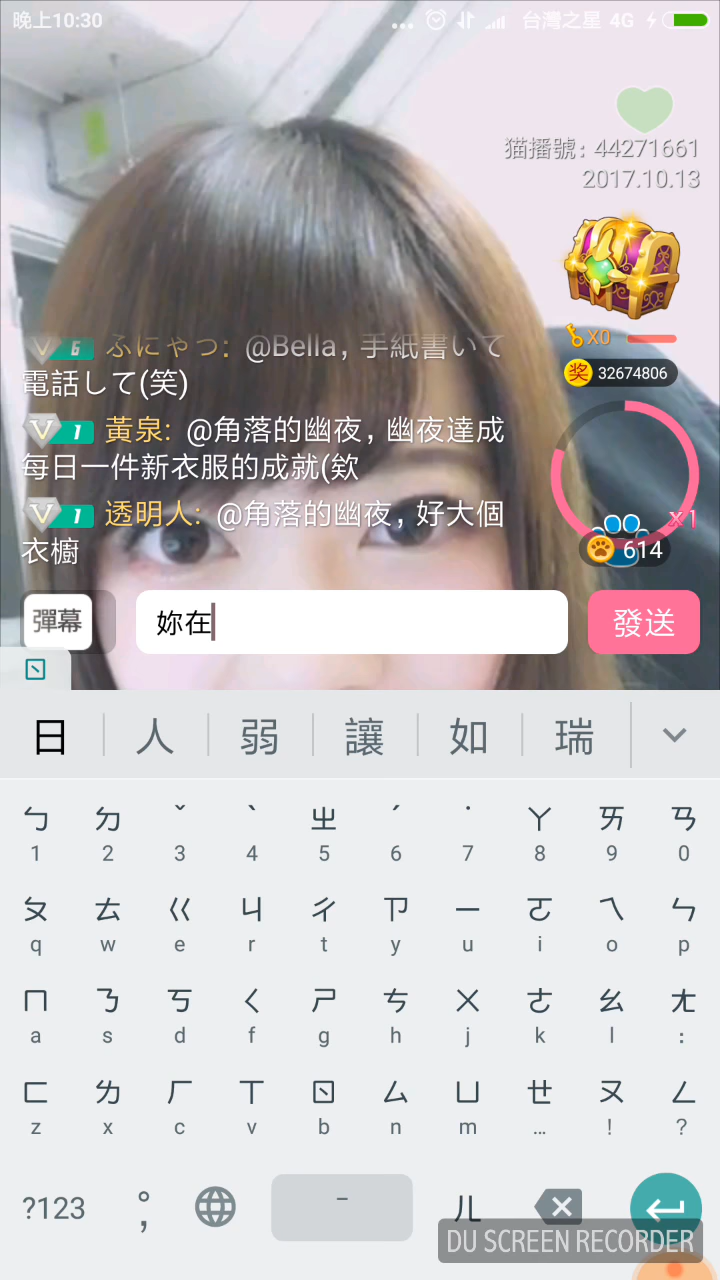 晚上10:30
... 台灣之星 4G
猫播號: 44271661
2017.10.13
X0
奖 32674806
V 6 ふにゃつ: @Bella, 手紙書いて
電話して(笑)
V 1 黃泉: @角落的幽夜, 幽夜達成
每日一件新衣服的成就(欸
V 1 透明人: @角落的幽夜, 好大個
衣櫥
x1
614
彈幕 妳在 發送
ㄖ
日 人 弱 讓 如 瑞
ㄅ ㄉ ˇ ˋ ㄓ ˊ ˙ ㄚ ㄞ ㄢ
1 2 3 4 5 6 7 8 9 0
ㄆ ㄊ ㄍ ㄐ ㄔ ㄗ ㄧ ㄛ ㄟ ㄣ
q w e r t y u i o p
ㄇ ㄋ ㄎ ㄑ ㄕ ㄘ ㄨ ㄜ ㄠ ㄤ
a s d f g h j k l :
ㄈ ㄌ ㄏ ㄒ ㄖ ㄙ ㄩ ㄝ ㄡ ㄥ
z x c v b n m … ! ?
?123 ° , ˉ ㄦ
DU SCREEN RECORDER